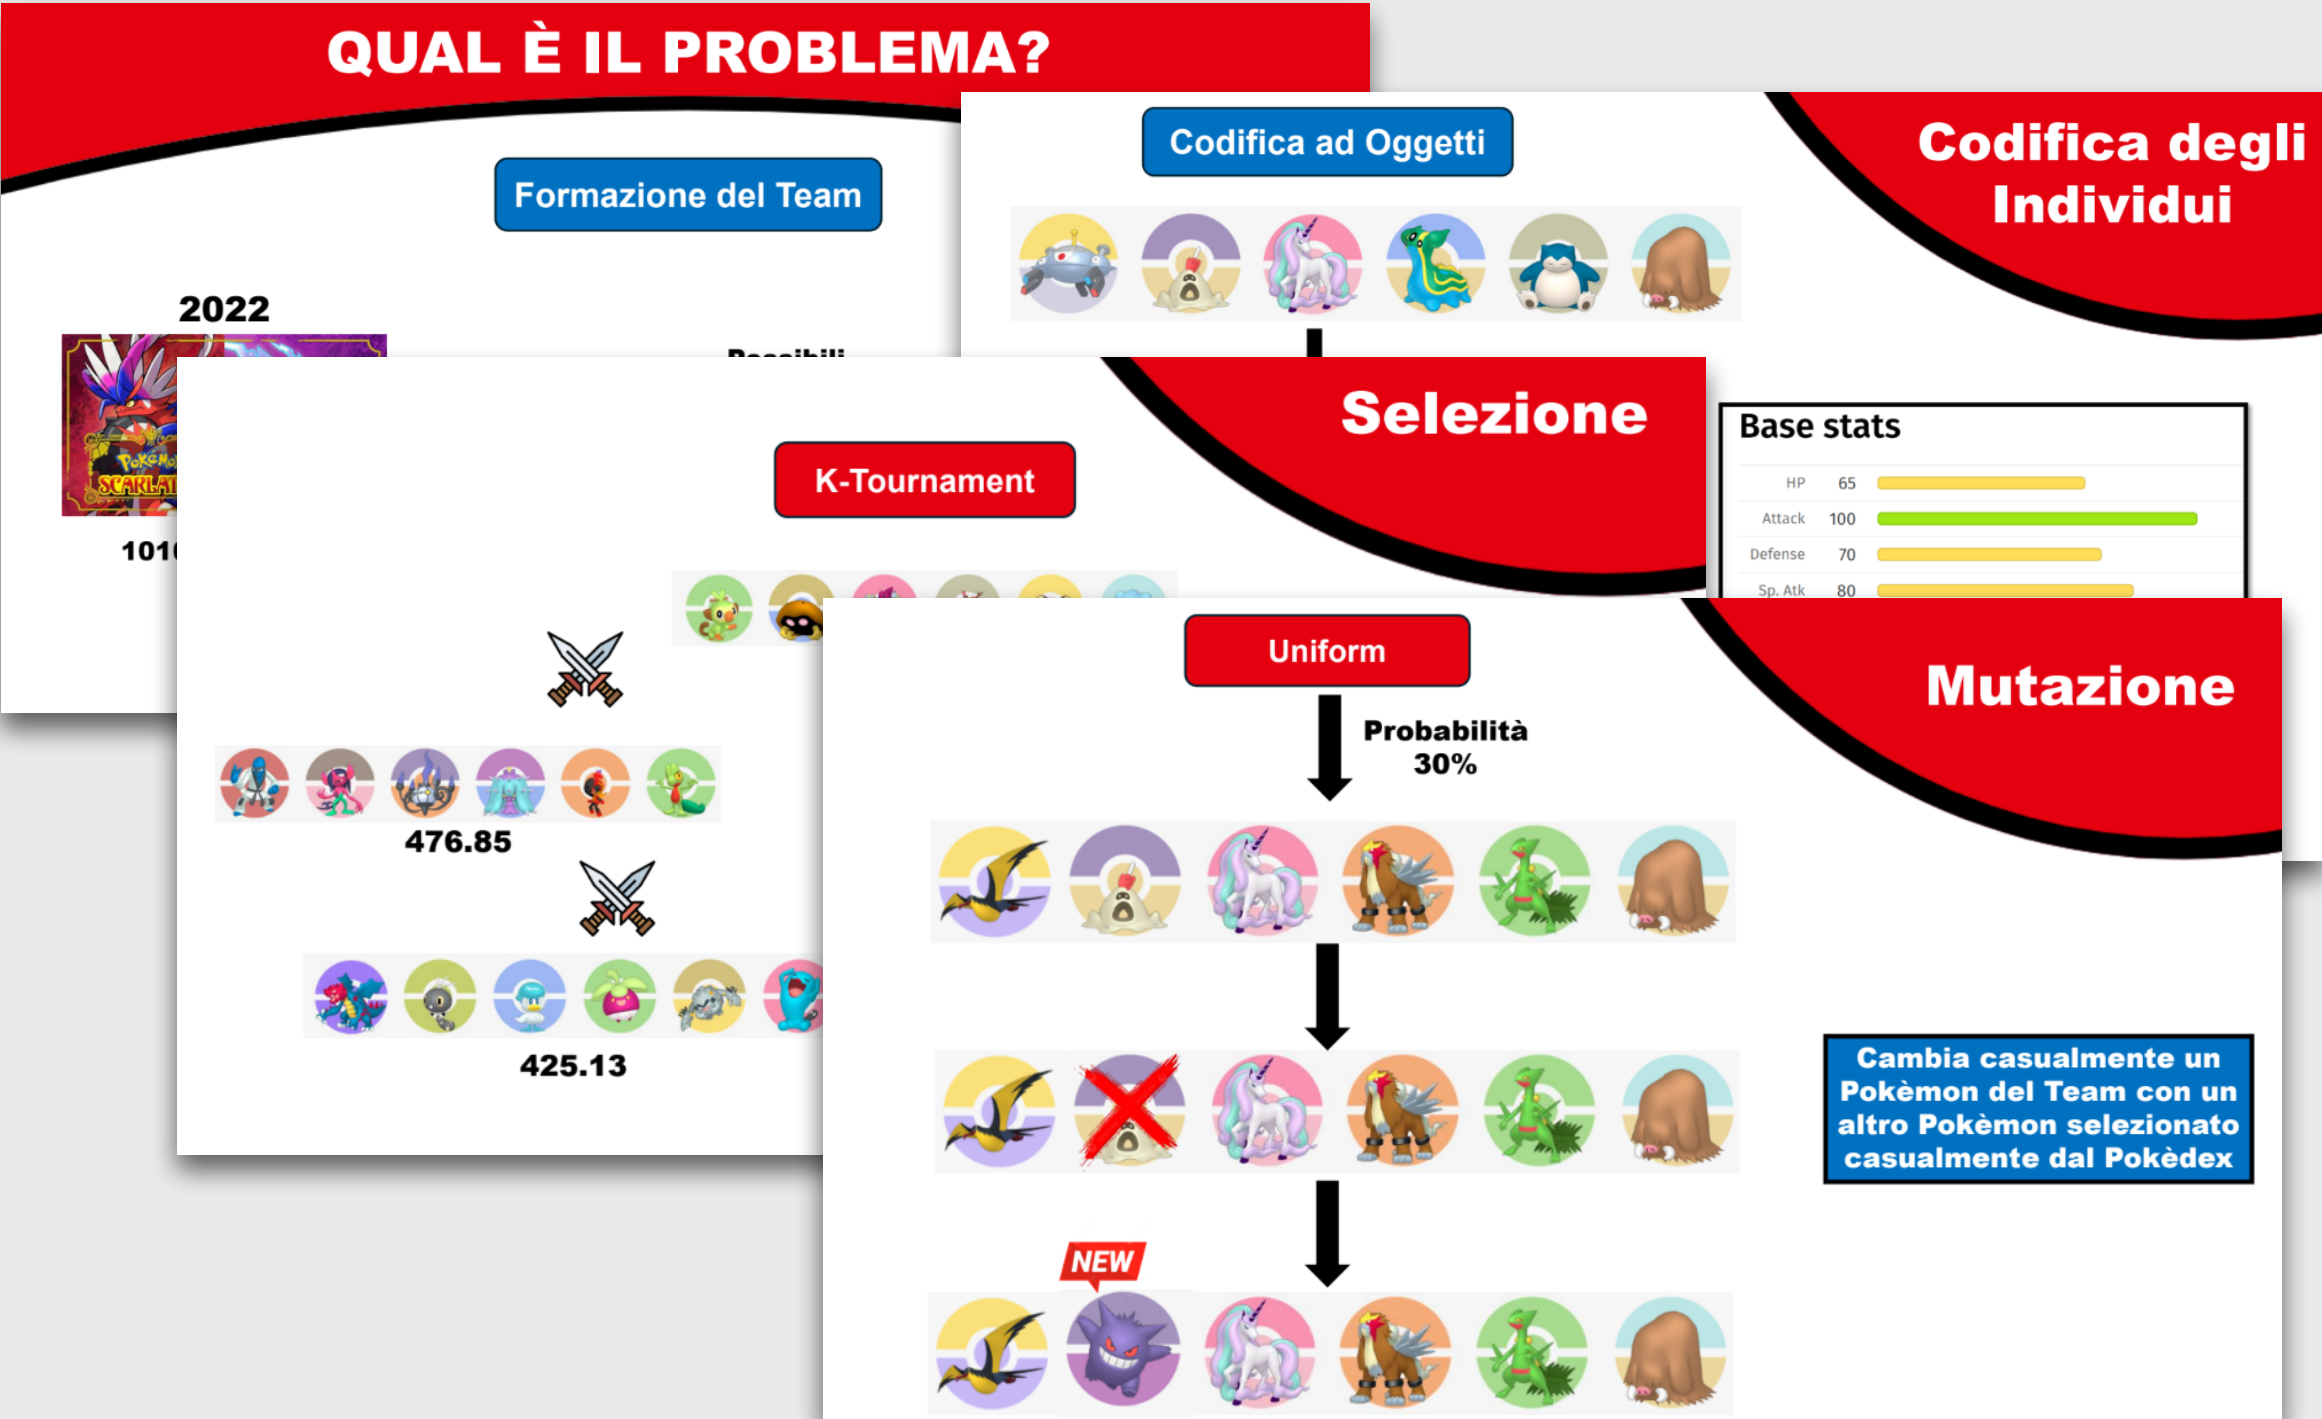 QUAL È IL PROBLEMA?
Formazione del Team
2022
Codifica ad Oggetti
Codifica degli
Individui
Base stats
HP 65
Attack 100
Defense 70
Sp. Atk 80
Selezione
K-Tournament
476.85
425.13
Mutazione
Uniform
Probabilità
30%
Cambia casualmente un
Pokèmon del Team con un
altro Pokèmon selezionato
casualmente dal Pokèdex
NEW